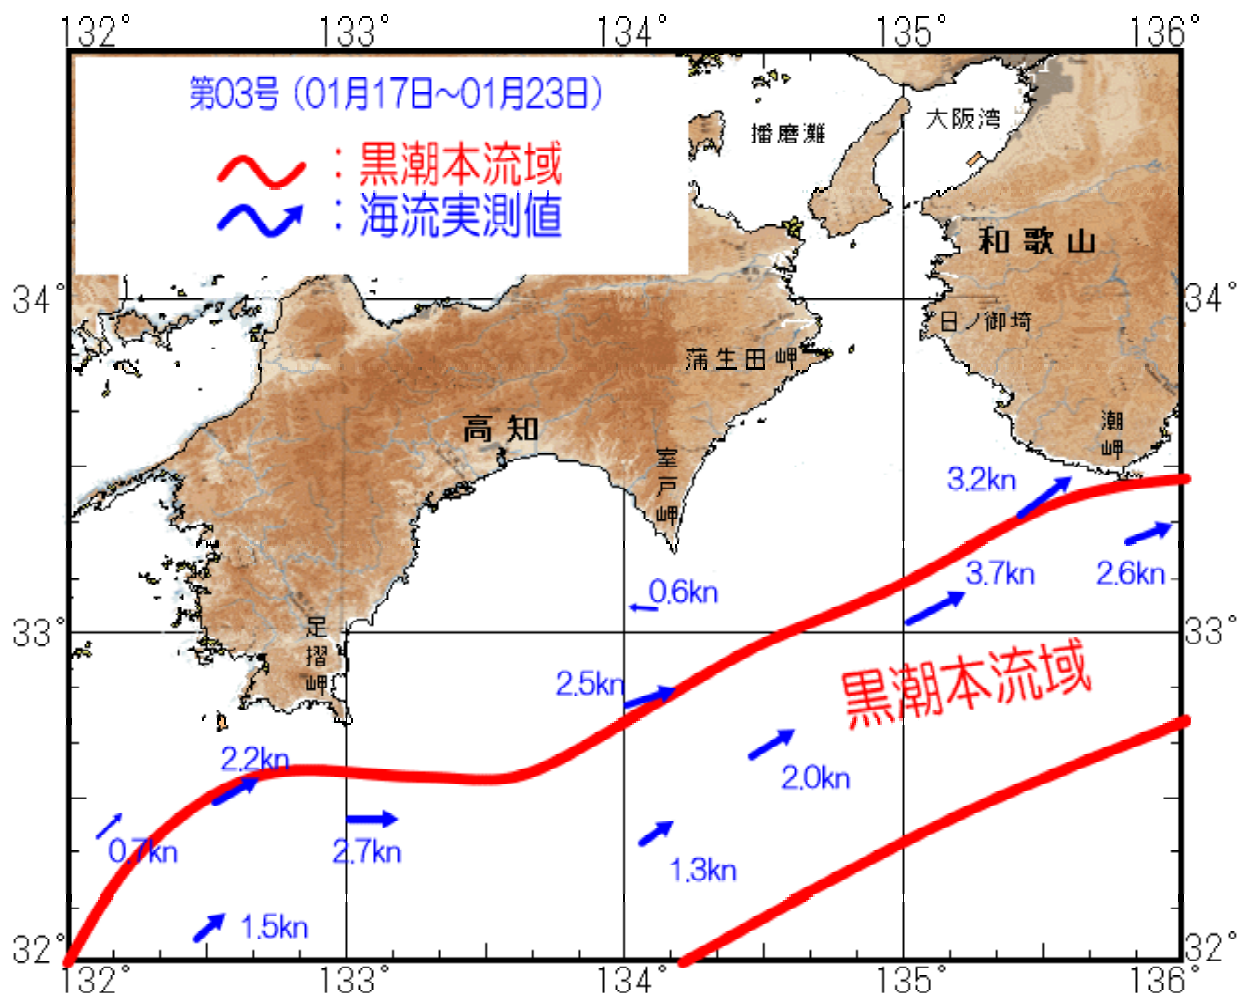 132° 133° 134° 135° 136°
第03号 (01月17日～01月23日)
：黒潮本流域
：海流実測値
播磨灘
大阪湾
和歌山
34° 34°
日ノ御埼
蒲生田岬
高知
潮岬
室戸岬
3.2kn
3.7kn
2.6kn
0.6kn
33° 33°
足摺岬
2.5kn
黒潮本流域
2.2kn
2.0kn
0.7kn
2.7kn
1.3kn
1.5kn
32° 32°
132° 133° 134° 135° 136°